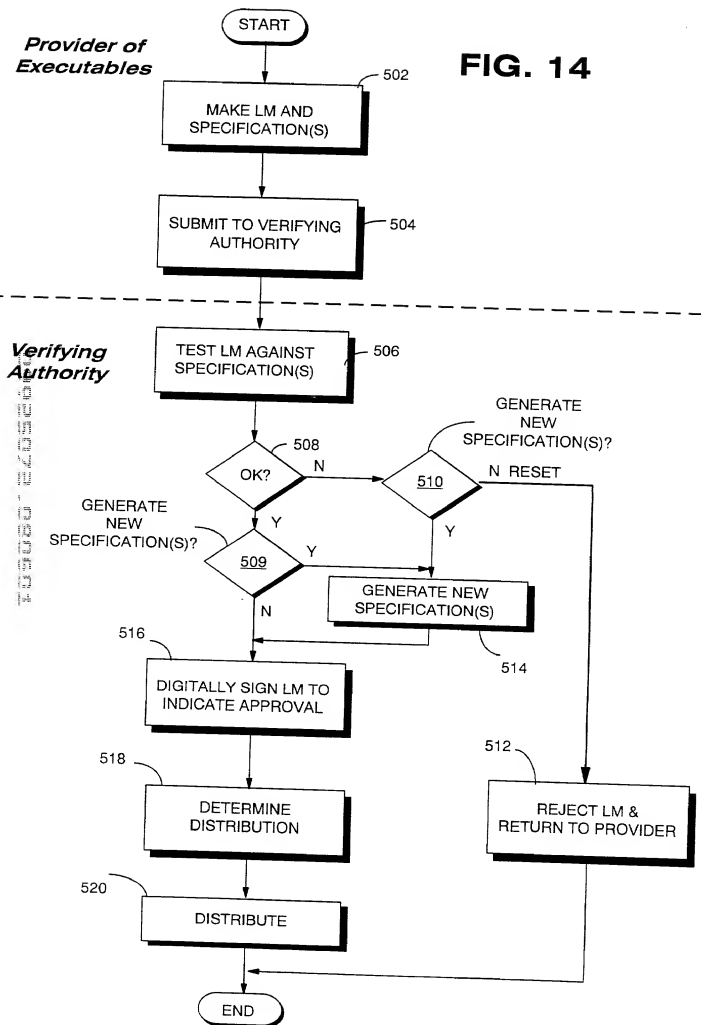 START
Provider of
Executables
FIG. 14
502
MAKE LM AND
SPECIFICATION(S)
SUBMIT TO VERIFYING
AUTHORITY
504
Verifying
Authority
TEST LM AGAINST
SPECIFICATION(S)
506
GENERATE
NEW
SPECIFICATION(S)?
508
OK?
N
510
N RESET
GENERATE
NEW
SPECIFICATION(S)?
Y
Y
509
Y
N
GENERATE NEW
SPECIFICATION(S)
514
516
DIGITALLY SIGN LM TO
INDICATE APPROVAL
518
DETERMINE
DISTRIBUTION
512
REJECT LM &
RETURN TO PROVIDER
520
DISTRIBUTE
END